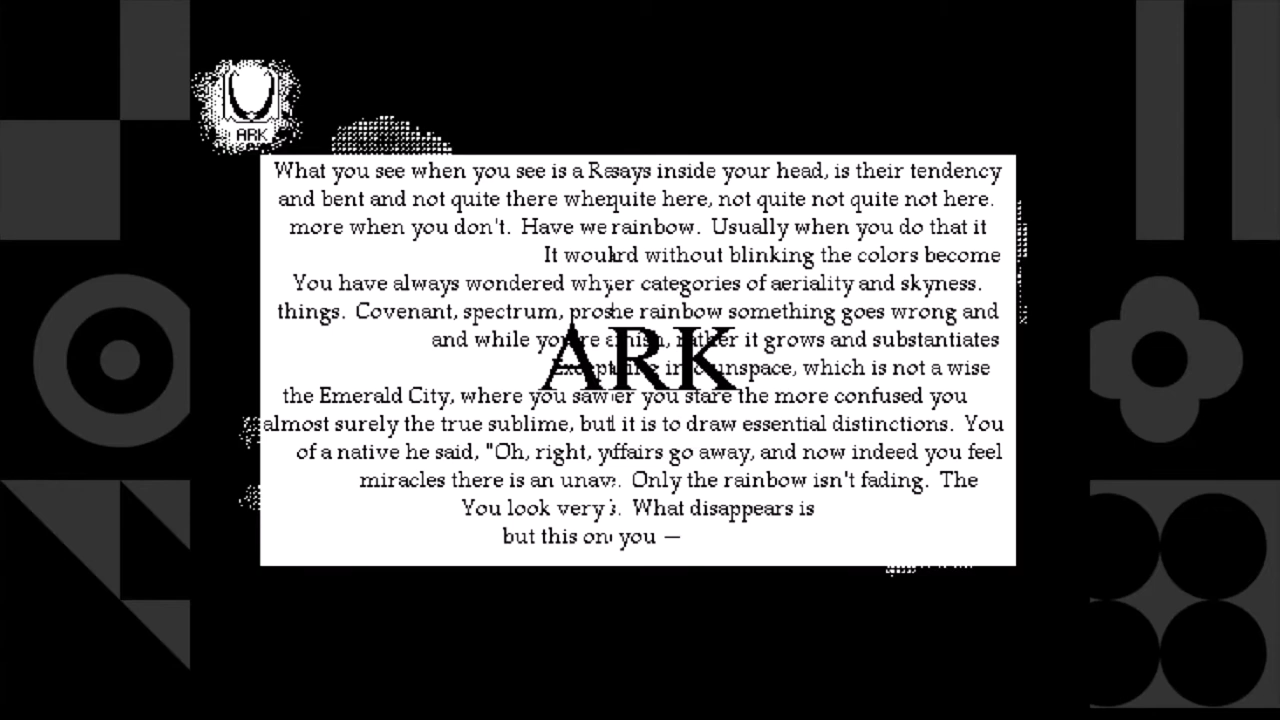 ARK
What you see when you see is a Rasays inside your head, is their tendency
and bent and not quite there whequite here, not quite not quite not here.
more when you don't. Have we rainbow. Usually when you do that it
It would without blinking the colors become
You have always wondered whyer categories of aeriality and skyness.
things. Covenant, spectrum, proshe rainbow something goes wrong and
and while you're it grows and substantiates
ARK
unspace, which is not a wise
the Emerald City, where you sawer you stare the more confused you
almost surely the true sublime, but it is to draw essential distinctions. You
of a native he said, "Oh, right, yffairs go away, and now indeed you feel
miracles there is an unav. Only the rainbow isn't fading. The
You look very s. What disappears is
but this on you —